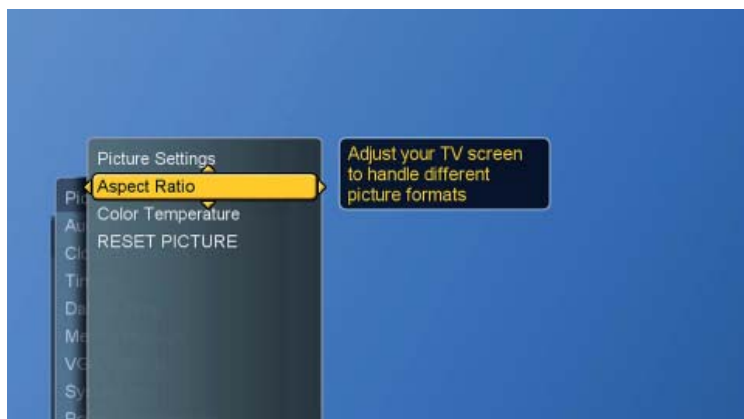 Picture Settings
Aspect Ratio
Color Temperature
RESET PICTURE
Adjust your TV screen
to handle different
picture formats